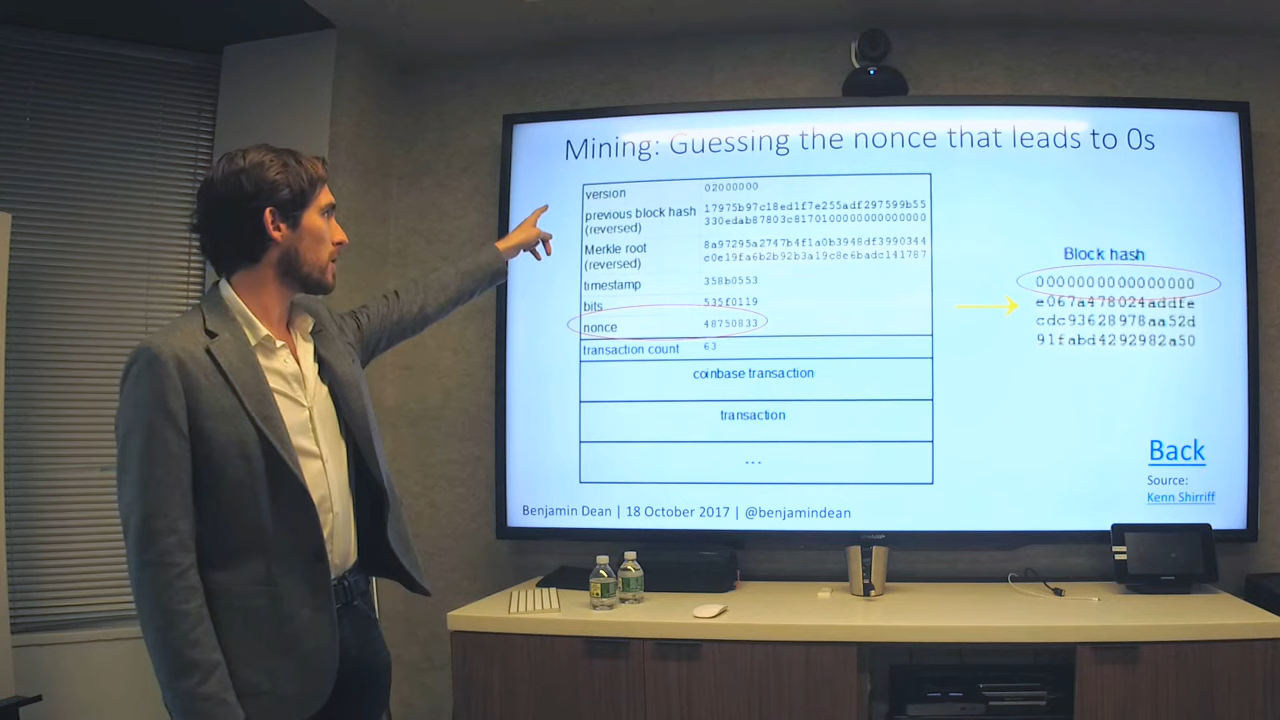 Mining: Guessing the nonce that leads to 0s
version 02000000
previous block hash 17975b97c18ed1f7e255adf297599b55
(reversed) 330edab87803c8170100000000000000
Merkle root 8a97295a2747b4f1a0b3948df3990344
(reversed) c0e19fa6b2b92b3a19c8e6badc141787
timestamp 358b0553
bits 535f0119
nonce 48750833
transaction count 63
coinbase transaction
transaction
...
Block hash
0000000000000000
e067a478024addfe
cdc93628978aa52d
91fabd4292982a50
Back
Source:
Kenn Shirriff
Benjamin Dean | 18 October 2017 | @benjamindean
SHARP